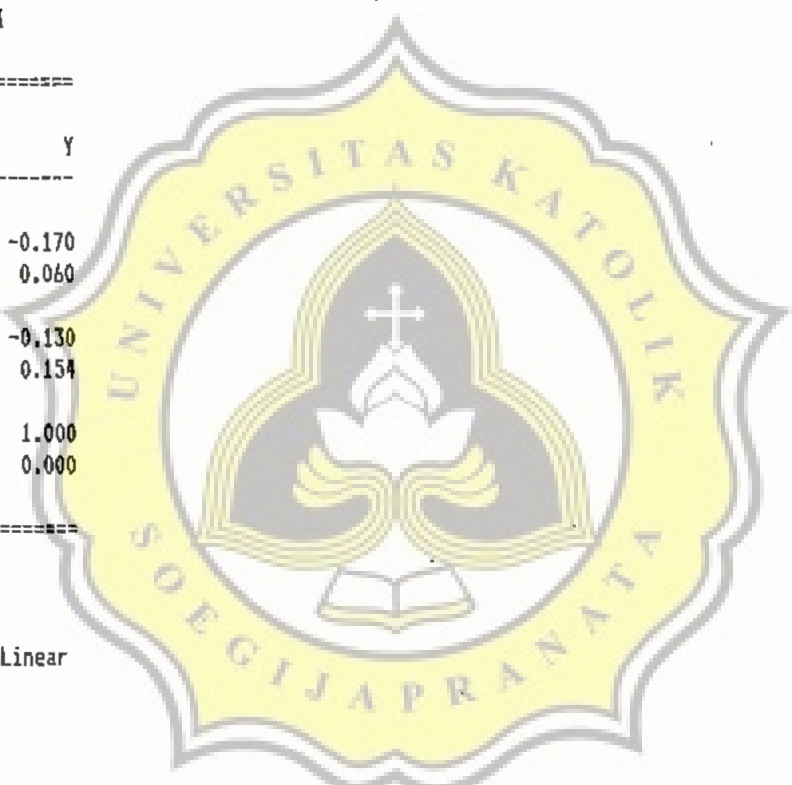 =======
Y
-------
-0.170
0.060
-0.130
0.154
1.000
0.000
=======
Linear
UNIVERSITAS KATOLIK
SOEGIJAPRANATA